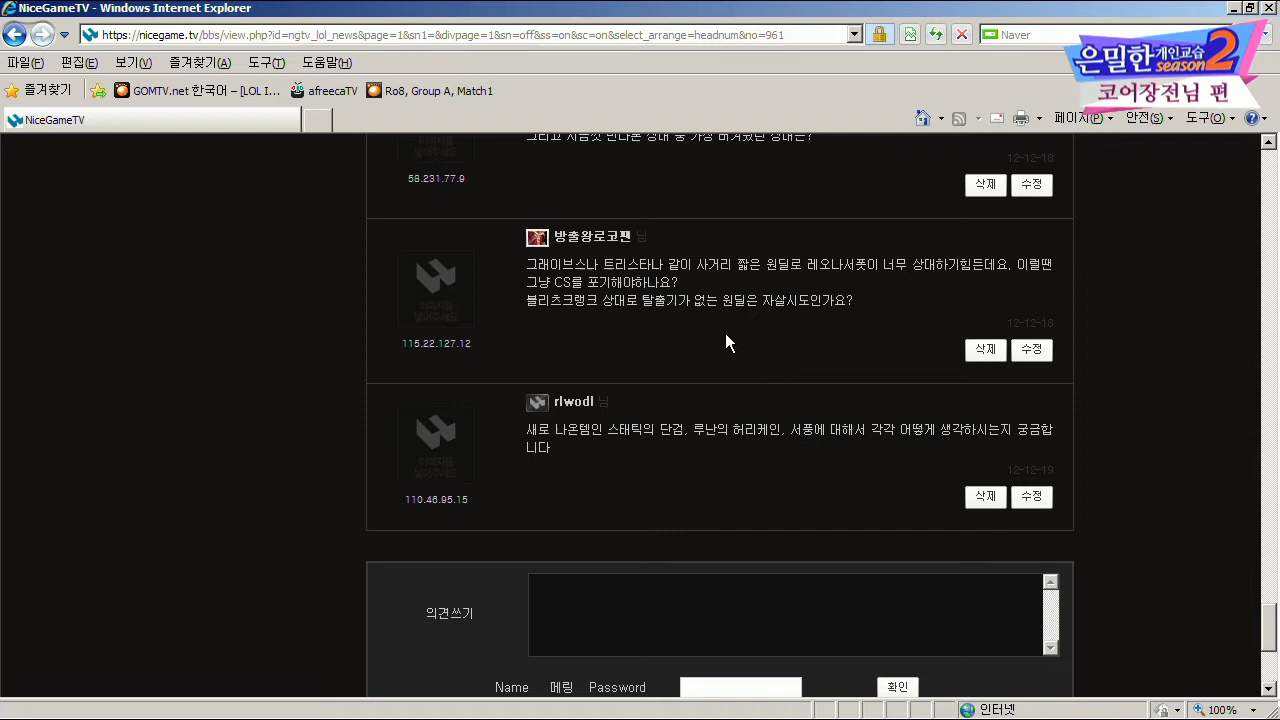 NiceGameTV - Windows Internet Explorer
https://nicegame.tv/bbs/view.php?id=ngtv_lol_news&page=1&sn1=&divpage=1&sn=off&ss=on&sc=on&select_arrange=headnum&no=961
Naver
파일(F) 편집(E) 보기(V) 즐겨찾기(A) 도구(T) 도움말(H)
은밀한 개인교습 season 2
코어장전님 편
즐겨찾기 GOMTV.net 한국어 - [LOL I... afreecaTV Ro8, Group A, Match1
NiceGameTV
페이지(P) 안전(S) 도구(O)
12-12-18
58.231.77.9
삭제 수정
방출왕로코팬 님
그래이브스나 트리스타나 같이 사거리 짧은 원딜로 레오나서폿이 너무 상대하기힘든데요, 이럴땐
그냥 CS를 포기해야하나요?
블리츠크랭크 상대로 탈출기가 없는 원딜은 자살시도인가요?
12-12-18
115.22.127.12
삭제 수정
rlwodl 님
새로 나온템인 스태틱의 단검, 루난의 허리케인, 서풍에 대해서 각각 어떻게 생각하시는지 궁금합
니다
12-12-19
110.46.95.15
삭제 수정
의견쓰기
Name 메링 Password
확인
인터넷
100%